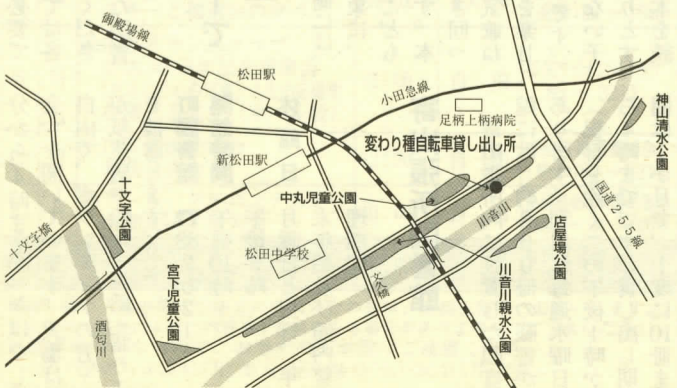 御殿場線
松田駅
小田急線
足柄上柄病院
変わり種自転車貸し出し所
神山清水公園
新松田駅
中丸児童公園
国道255線
十文字公園
十文字橋
川音川
店屋場公園
松田中学校
宮下児童公園
文久橋
川音川親水公園
酒匂川